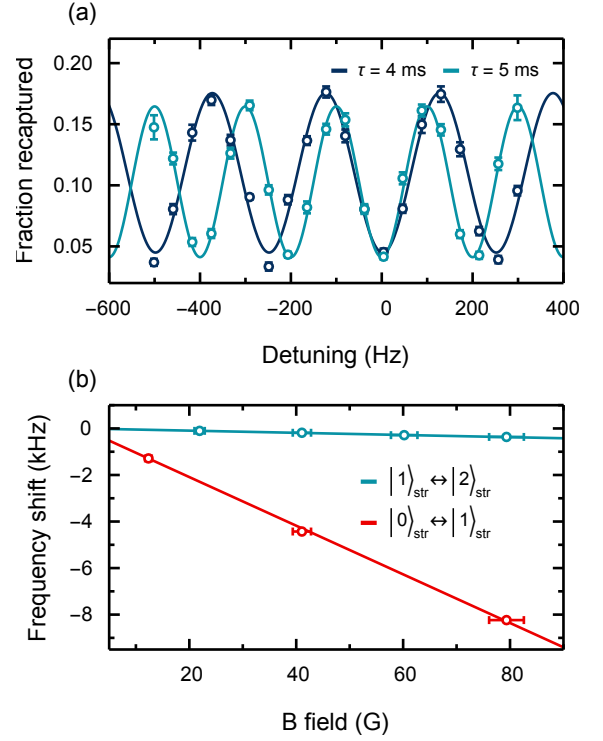 (a)
Fraction recaptured
0.20
0.15
0.10
0.05
τ = 4 ms
τ = 5 ms
−600 −400 −200 0 200 400
Detuning (Hz)
(b)
Frequency shift (kHz)
0
−2
−4
−6
−8
|1⟩str ↔ |2⟩str
|0⟩str ↔ |1⟩str
20 40 60 80
B field (G)